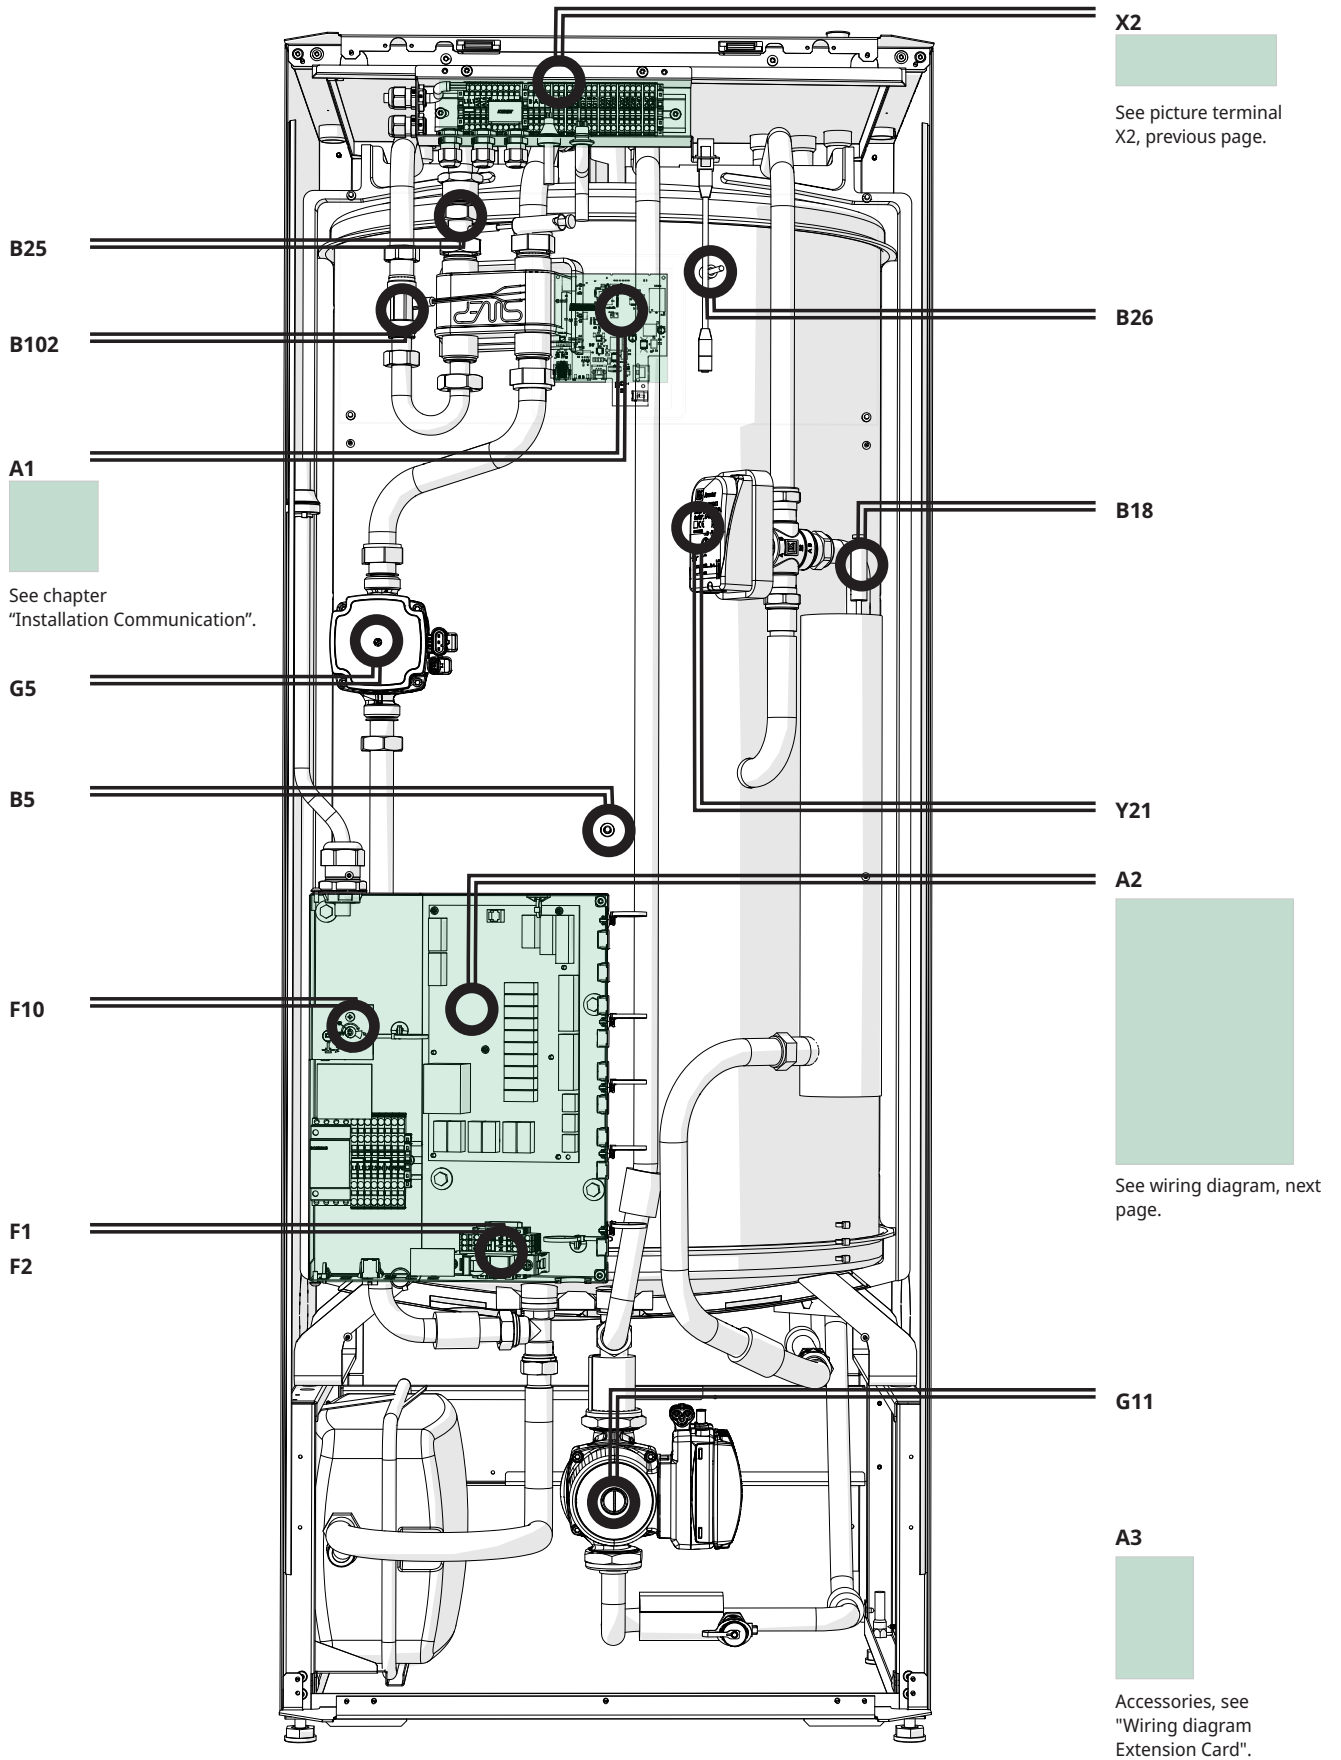 X2
See picture terminal
X2, previous page.
B25
B102
B26
A1
See chapter
“Installation Communication”.
B18
G5
B5
Y21
A2
See wiring diagram, next
page.
F10
F1
F2
G11
A3
Accessories, see
"Wiring diagram
Extension Card".
SWEP